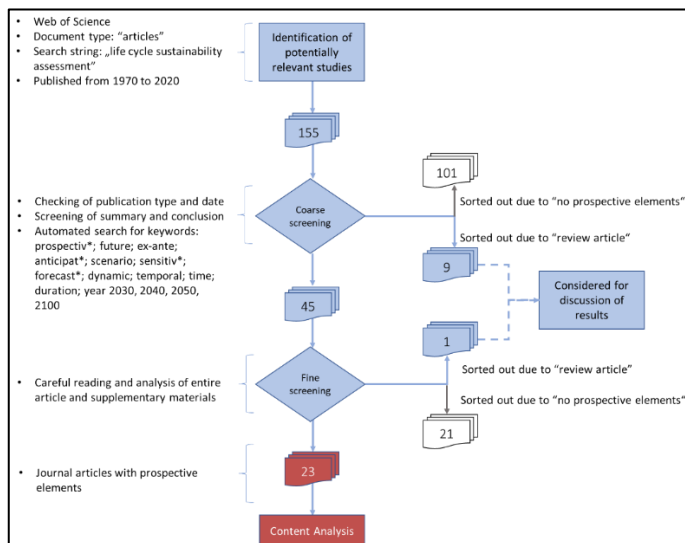 • Web of Science
• Document type: "articles"
• Search string: „life cycle sustainability
assessment"
• Published from 1970 to 2020
Identification of
potentially
relevant studies
155
• Checking of publication type and date
• Screening of summary and conclusion
• Automated search for keywords:
prospectiv*; future; ex-ante;
anticipat*; scenario; sensitiv*;
forecast*; dynamic; temporal; time;
duration; year 2030, 2040, 2050,
2100
Coarse
screening
101
Sorted out due to "no prospective elements"
Sorted out due to "review article"
9
Considered for
discussion of
results
45
1
• Careful reading and analysis of entire
article and supplementary materials
Fine
screening
Sorted out due to "review article"
Sorted out due to "no prospective elements"
21
• Journal articles with prospective
elements
23
Content Analysis